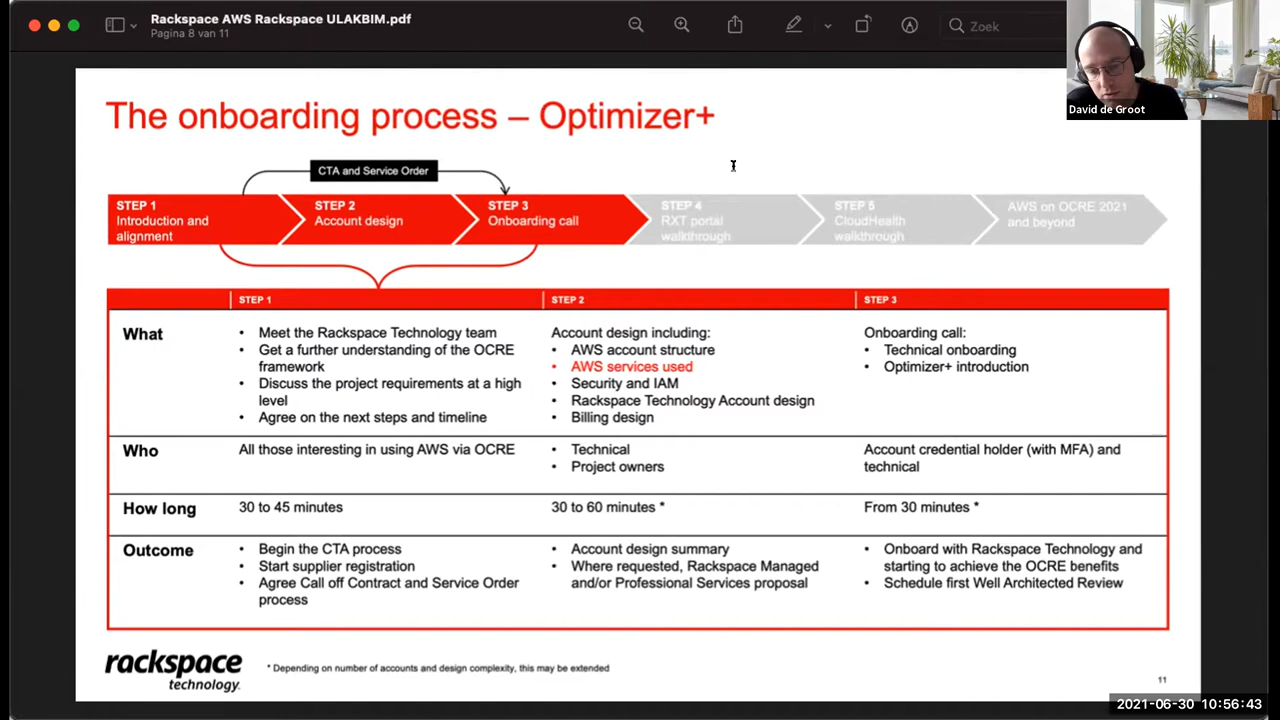 Rackspace AWS Rackspace ULAKBIM.pdf
Pagina 8 van 11
Zoek
David de Groot
The onboarding process – Optimizer+
CTA and Service Order
STEP 1
Introduction and
alignment
STEP 2
Account design
STEP 3
Onboarding call
STEP 4
RXT portal
walkthrough
STEP 5
CloudHealth
walkthrough
AWS on OCRE 2021
and beyond
STEP 1
STEP 2
STEP 3
What
• Meet the Rackspace Technology team
• Get a further understanding of the OCRE
framework
• Discuss the project requirements at a high
level
• Agree on the next steps and timeline
Account design including:
• AWS account structure
• AWS services used
• Security and IAM
• Rackspace Technology Account design
• Billing design
Onboarding call:
• Technical onboarding
• Optimizer+ introduction
Who
All those interesting in using AWS via OCRE
• Technical
• Project owners
Account credential holder (with MFA) and
technical
How long
30 to 45 minutes
30 to 60 minutes *
From 30 minutes *
Outcome
• Begin the CTA process
• Start supplier registration
• Agree Call off Contract and Service Order
process
• Account design summary
• Where requested, Rackspace Managed
and/or Professional Services proposal
• Onboard with Rackspace Technology and
starting to achieve the OCRE benefits
• Schedule first Well Architected Review
rackspace
technology.
* Depending on number of accounts and design complexity, this may be extended
11
2021-06-30 10:56:43